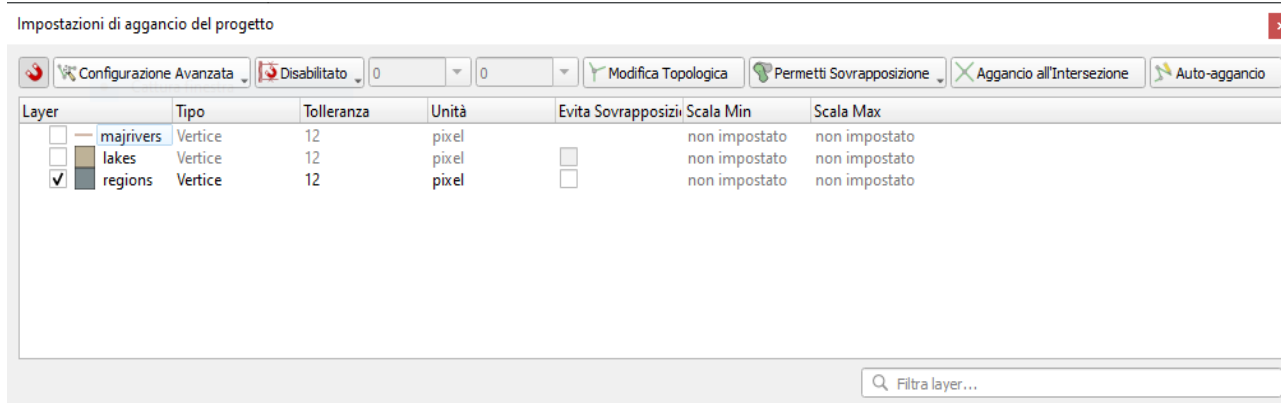 Impostazioni di aggancio del progetto
Configurazione Avanzata Disabilitato 0 0 Modifica Topologica Permetti Sovrapposizione Aggancio all'Intersezione Auto-aggancio
Layer Tipo Tolleranza Unità Evita Sovrapposizi Scala Min Scala Max
majrivers Vertice 12 pixel non impostato non impostato
lakes Vertice 12 pixel non impostato non impostato
regions Vertice 12 pixel non impostato non impostato
Filtra layer...